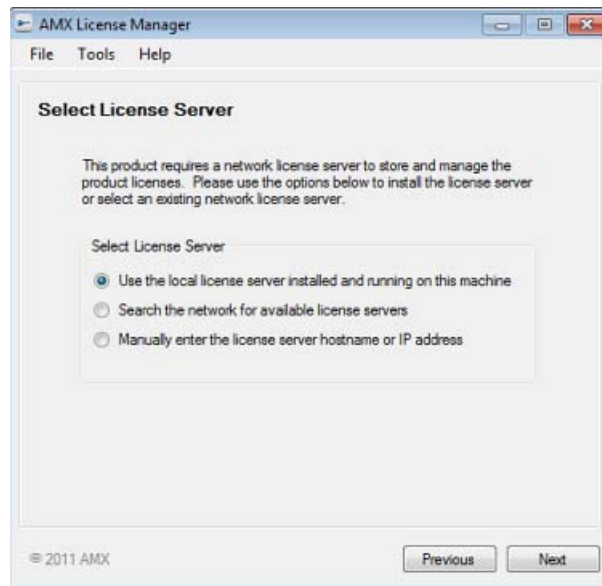 AMX License Manager
File Tools Help
Select License Server
This product requires a network license server to store and manage the
product licenses. Please use the options below to install the license server
or select an existing network license server.
Select License Server
Use the local license server installed and running on this machine
Search the network for available license servers
Manually enter the license server hostname or IP address
© 2011 AMX
Previous Next